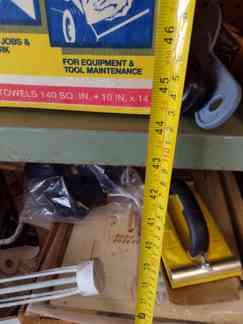 JOBS &
RK
FOR EQUIPMENT &
TOOL MAINTENANCE
TOWELS 140 SQ. IN. • 10 IN. x 14
46
45
44
43
42
41
40